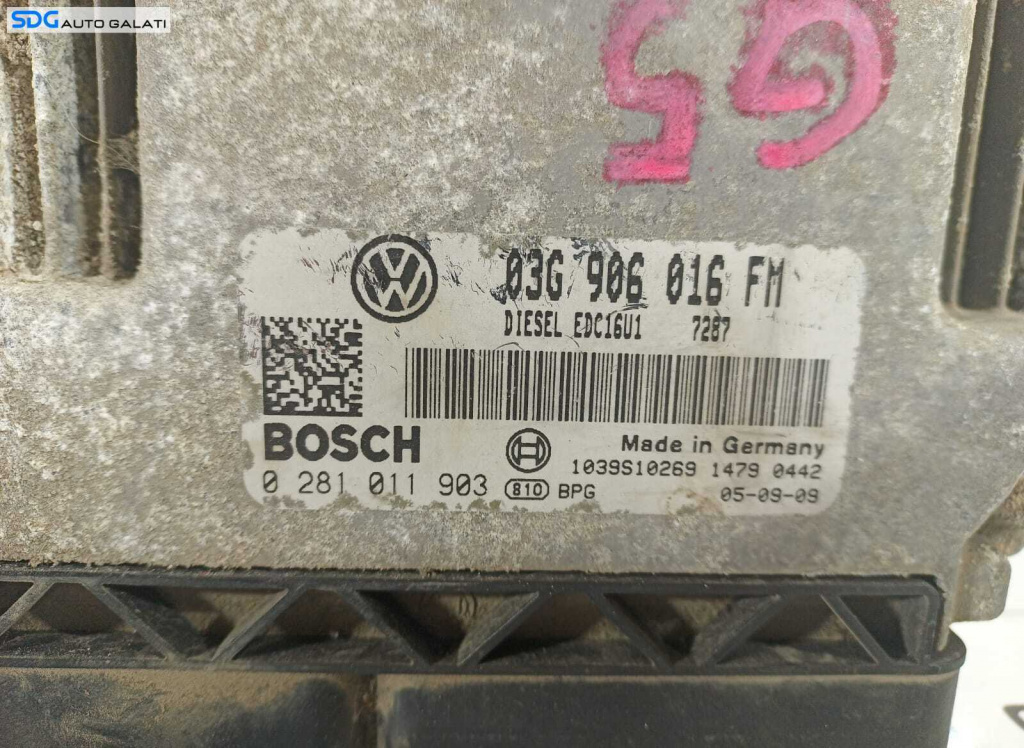 SDG AUTO GALATI
G5
03G 906 016 FM
DIESEL EDC16U1 7287
BOSCH
Made in Germany
1039S10269 1479 0442
0 281 011 903 810 BPG 05-09-09